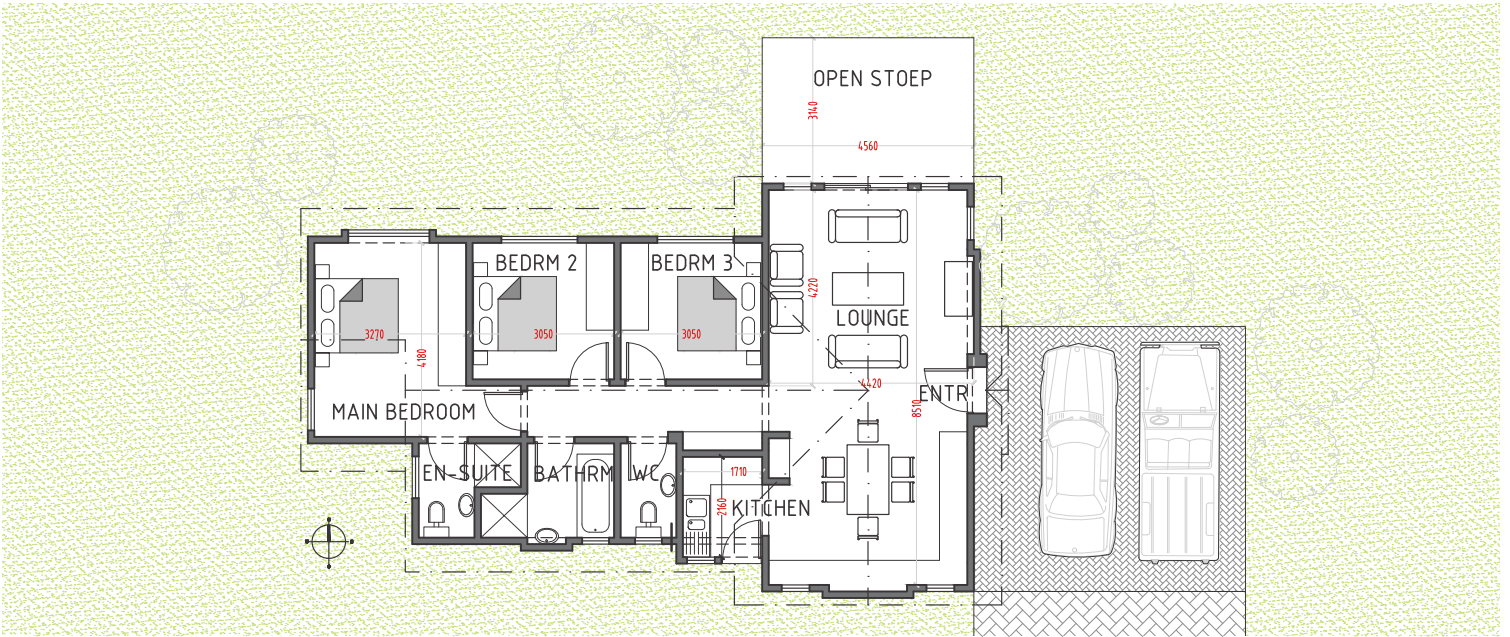 OPEN STOEP
3140
4560
BEDRM 2
BEDRM 3
4220
LOUNGE
3270
3050
3050
4180
4420
ENTR
8510
MAIN BEDROOM
EN-SUITE
BATHRM
WC
1710
2160
KITCHEN